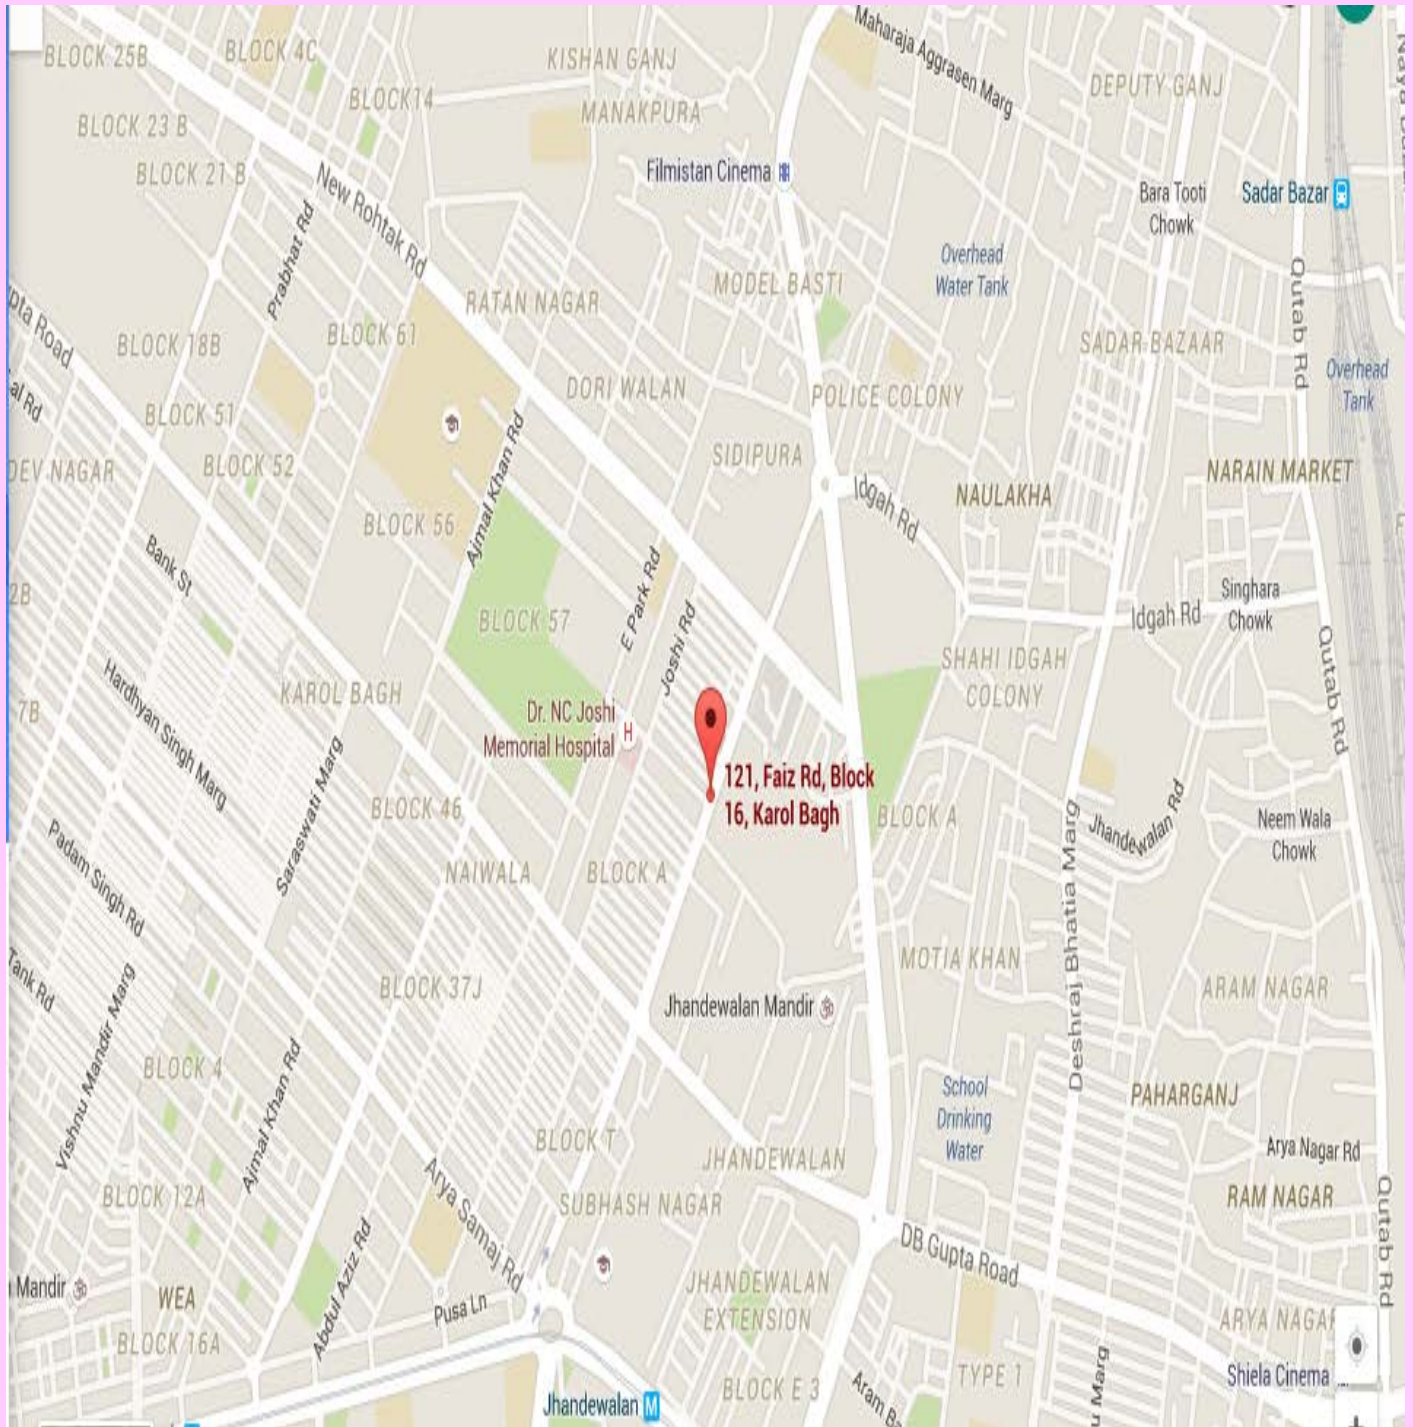 Maharaja Aggrasen Marg
BLOCK 25B
BLOCK 4C
KISHAN GANJ
DEPUTY GANJ
BLOCK14
MANAKPURA
BLOCK 23 B
BLOCK 21 B
Filmistan Cinema
New Rohtak Rd
Bara Tooti
Chowk
Sadar Bazar
Prabhat Rd
Overhead
Water Tank
Qutab Rd
MODEL BASTI
RATAN NAGAR
pta Road
BLOCK 61
BLOCK 18B
SADAR BAZAAR
Overhead
Tank
al Rd
DORI WALAN
POLICE COLONY
BLOCK 51
Ajmal Khan Rd
DEV NAGAR
BLOCK 52
SIDIPURA
NARAIN MARKET
Idgah Rd
NAULAKHA
BLOCK 56
Bank St
E Park Rd
2B
BLOCK 57
Joshi Rd
Singhara
Chowk
Idgah Rd
SHAHI IDGAH
COLONY
Qutab Rd
Hardhyan Singh Marg
KAROL BAGH
7B
Dr. NC Joshi
Memorial Hospital
H
121, Faiz Rd, Block
16, Karol Bagh
Saraswati Marg
BLOCK 46
BLOCK A
Jhandewalan Rd
Neem Wala
Chowk
Padam Singh Rd
NAIWALA
BLOCK A
Deshraj Bhatia Marg
MOTIA KHAN
Tank Rd
Vishnu Mandir Marg
BLOCK 37J
Jhandewalan Mandir
ARAM NAGAR
BLOCK 4
Ajmal Khan Rd
School
Drinking
Water
PAHARGANJ
BLOCK T
JHANDEWALAN
Arya Nagar Rd
BLOCK 12A
Arya Samaj Rd
SUBHASH NAGAR
RAM NAGAR
Qutab Rd
DB Gupta Road
Mandir
WEA
Abdul Aziz Rd
Pusa Ln
JHANDEWALAN
EXTENSION
ARYA NAGAR
BLOCK 16A
Shiela Cinema
TYPE 1
BLOCK E 3
Aram Ba
u Marg
Jhandewalan
M